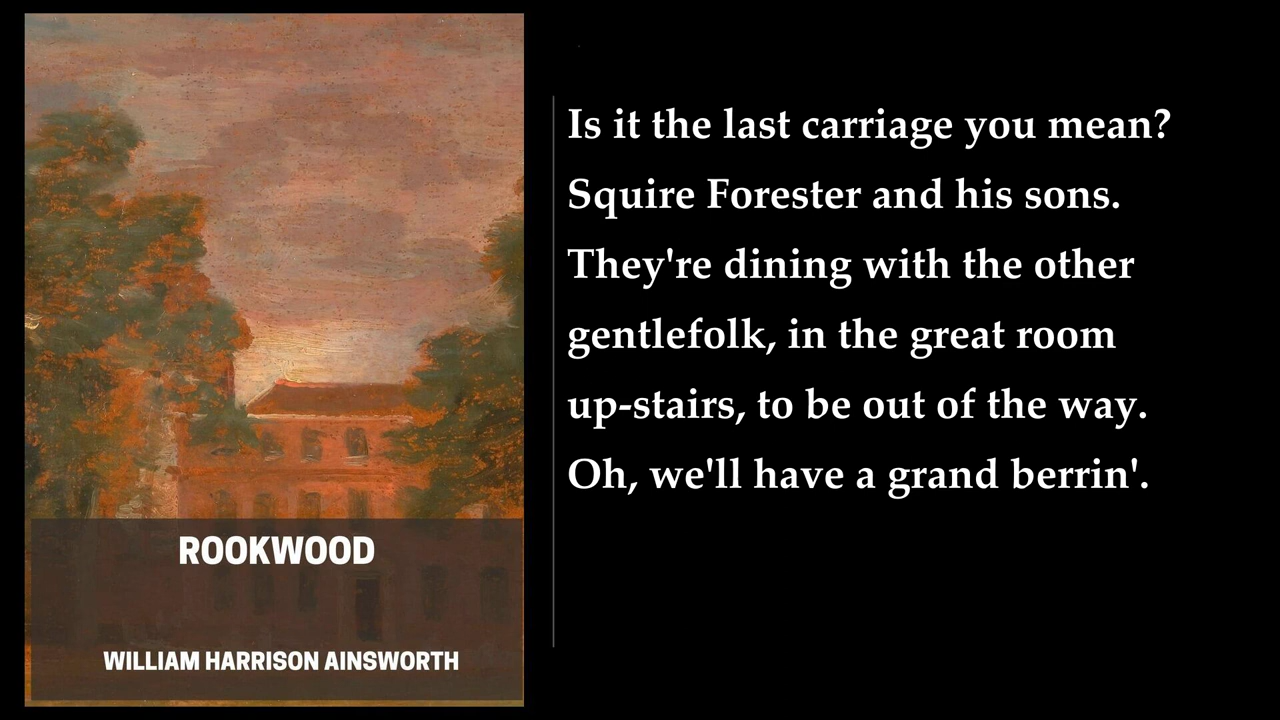 ROOKWOOD
WILLIAM HARRISON AINSWORTH
Is it the last carriage you mean?
Squire Forester and his sons.
They're dining with the other
gentlefolk, in the great room
up-stairs, to be out of the way.
Oh, we'll have a grand berrin'.